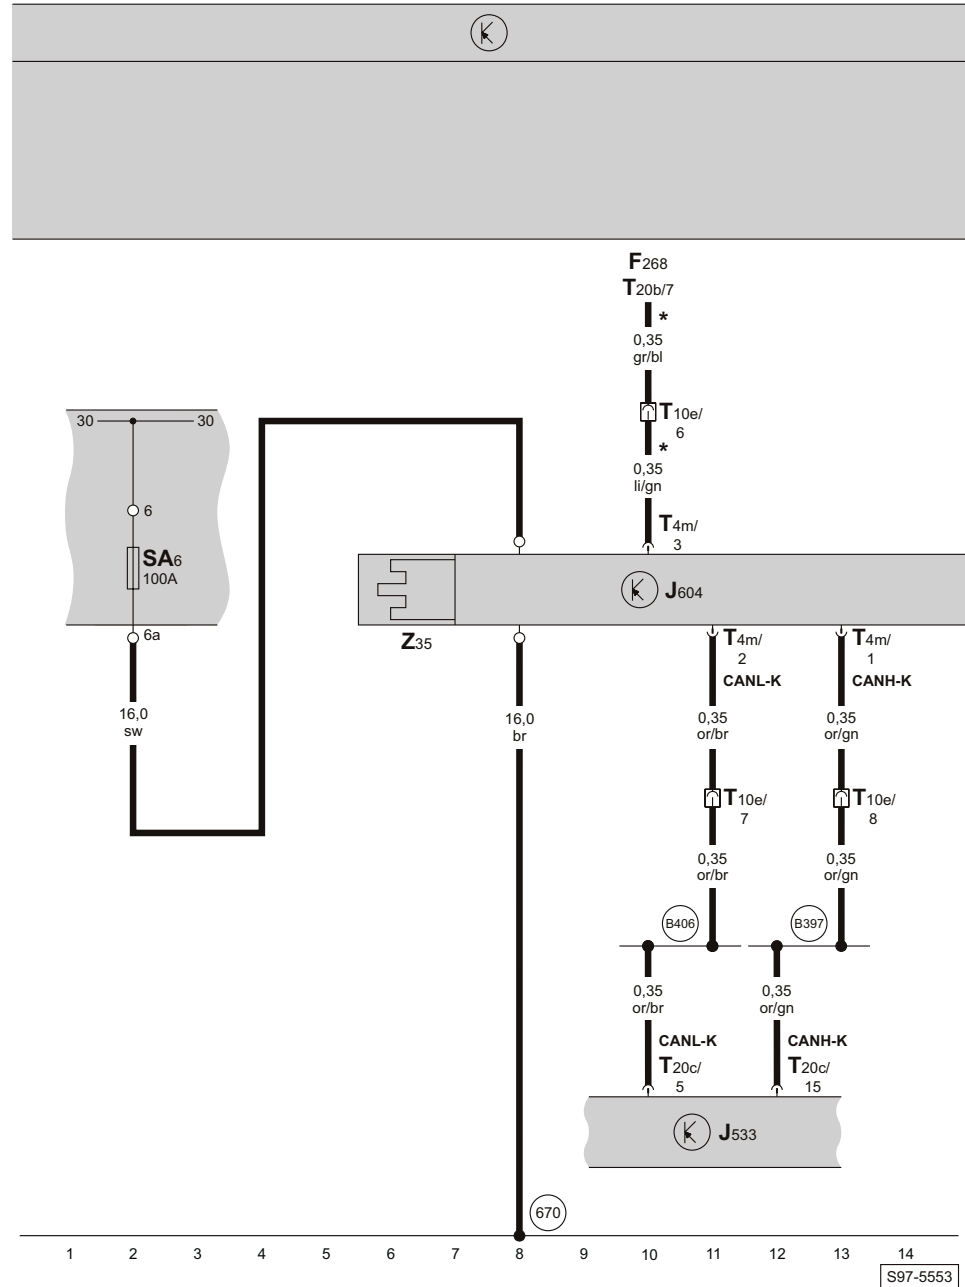 F268
T20b/7
*
0,35
gr/bl
T10e/
6
*
0,35
li/gn
T4m/
3
30
30
6
SA6
100A
6a
16,0
sw
J604
Z35
16,0
br
T4m/
2
CANL-K
T4m/
1
CANH-K
0,35
or/br
0,35
or/gn
T10e/
7
T10e/
8
0,35
or/br
0,35
or/gn
B406
B397
0,35
or/br
0,35
or/gn
CANL-K
T20c/
5
CANH-K
T20c/
15
J533
670
1 2 3 4 5 6 7 8 9 10 11 12 13 14
S97-5553